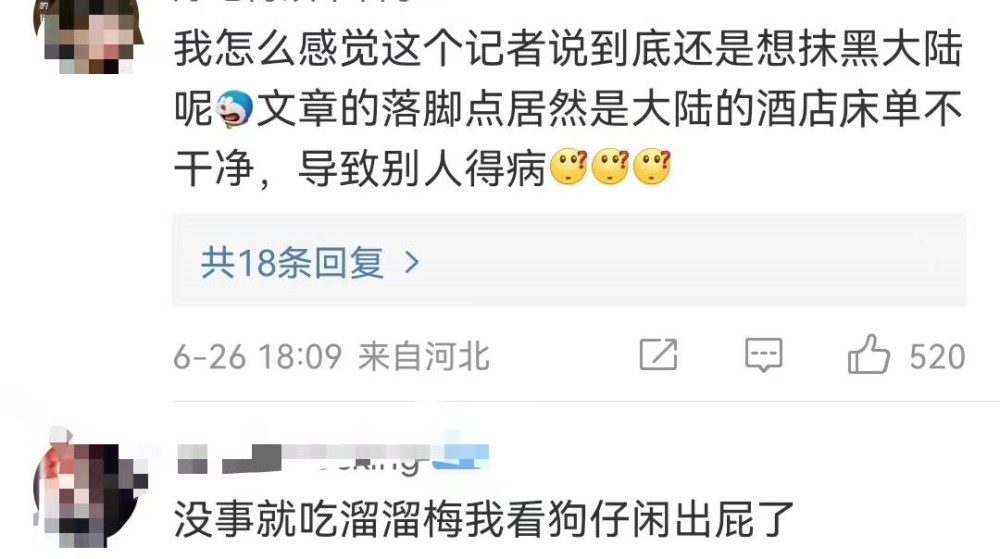 我怎么感觉这个记者说到底还是想抹黑大陆
呢文章的落脚点居然是大陆的酒店床单不
干净，导致别人得病
共18条回复 >
6-26 18:09 来自河北
520
没事就吃溜溜梅我看狗仔闲出屁了